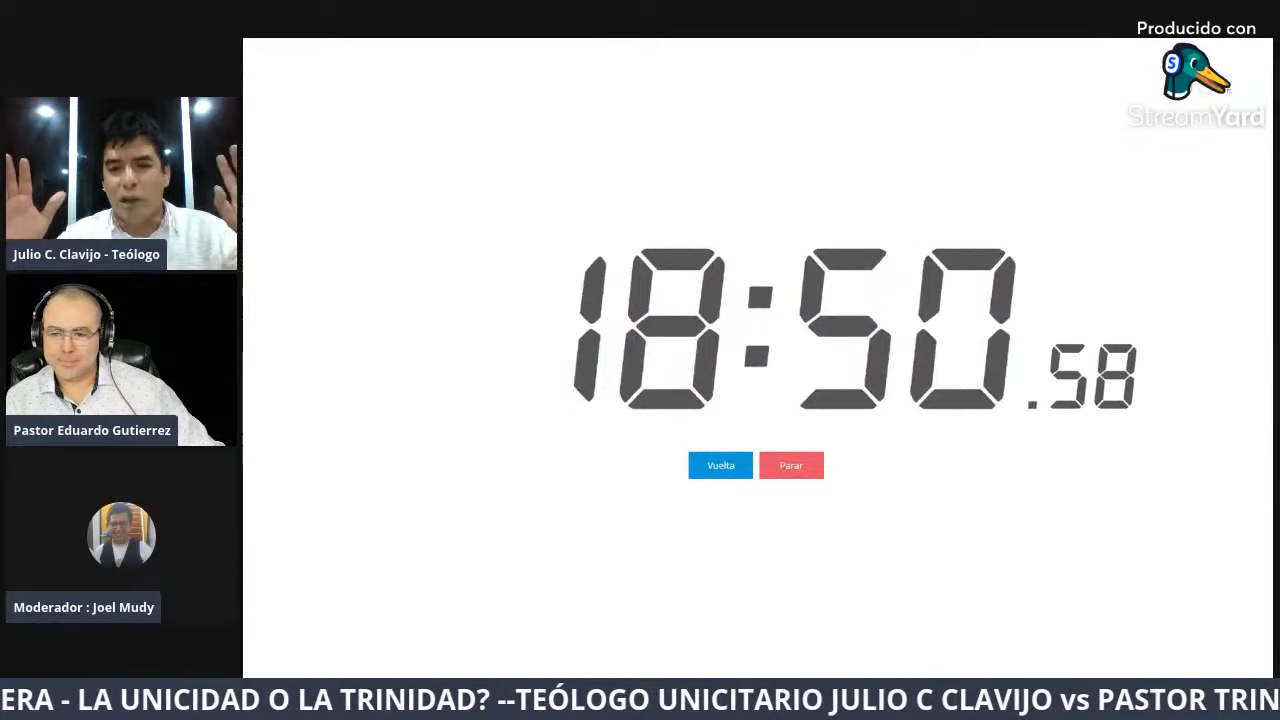 Producido con
S
StreamYard
Julio C. Clavijo - Teólogo
Pastor Eduardo Gutierrez
Moderador : Joel Mudy
18:50.58
Vuelta
Parar
ERA - LA UNICIDAD O LA TRINIDAD? --TEÓLOGO UNICITARIO JULIO C CLAVIJO vs PASTOR TRIN